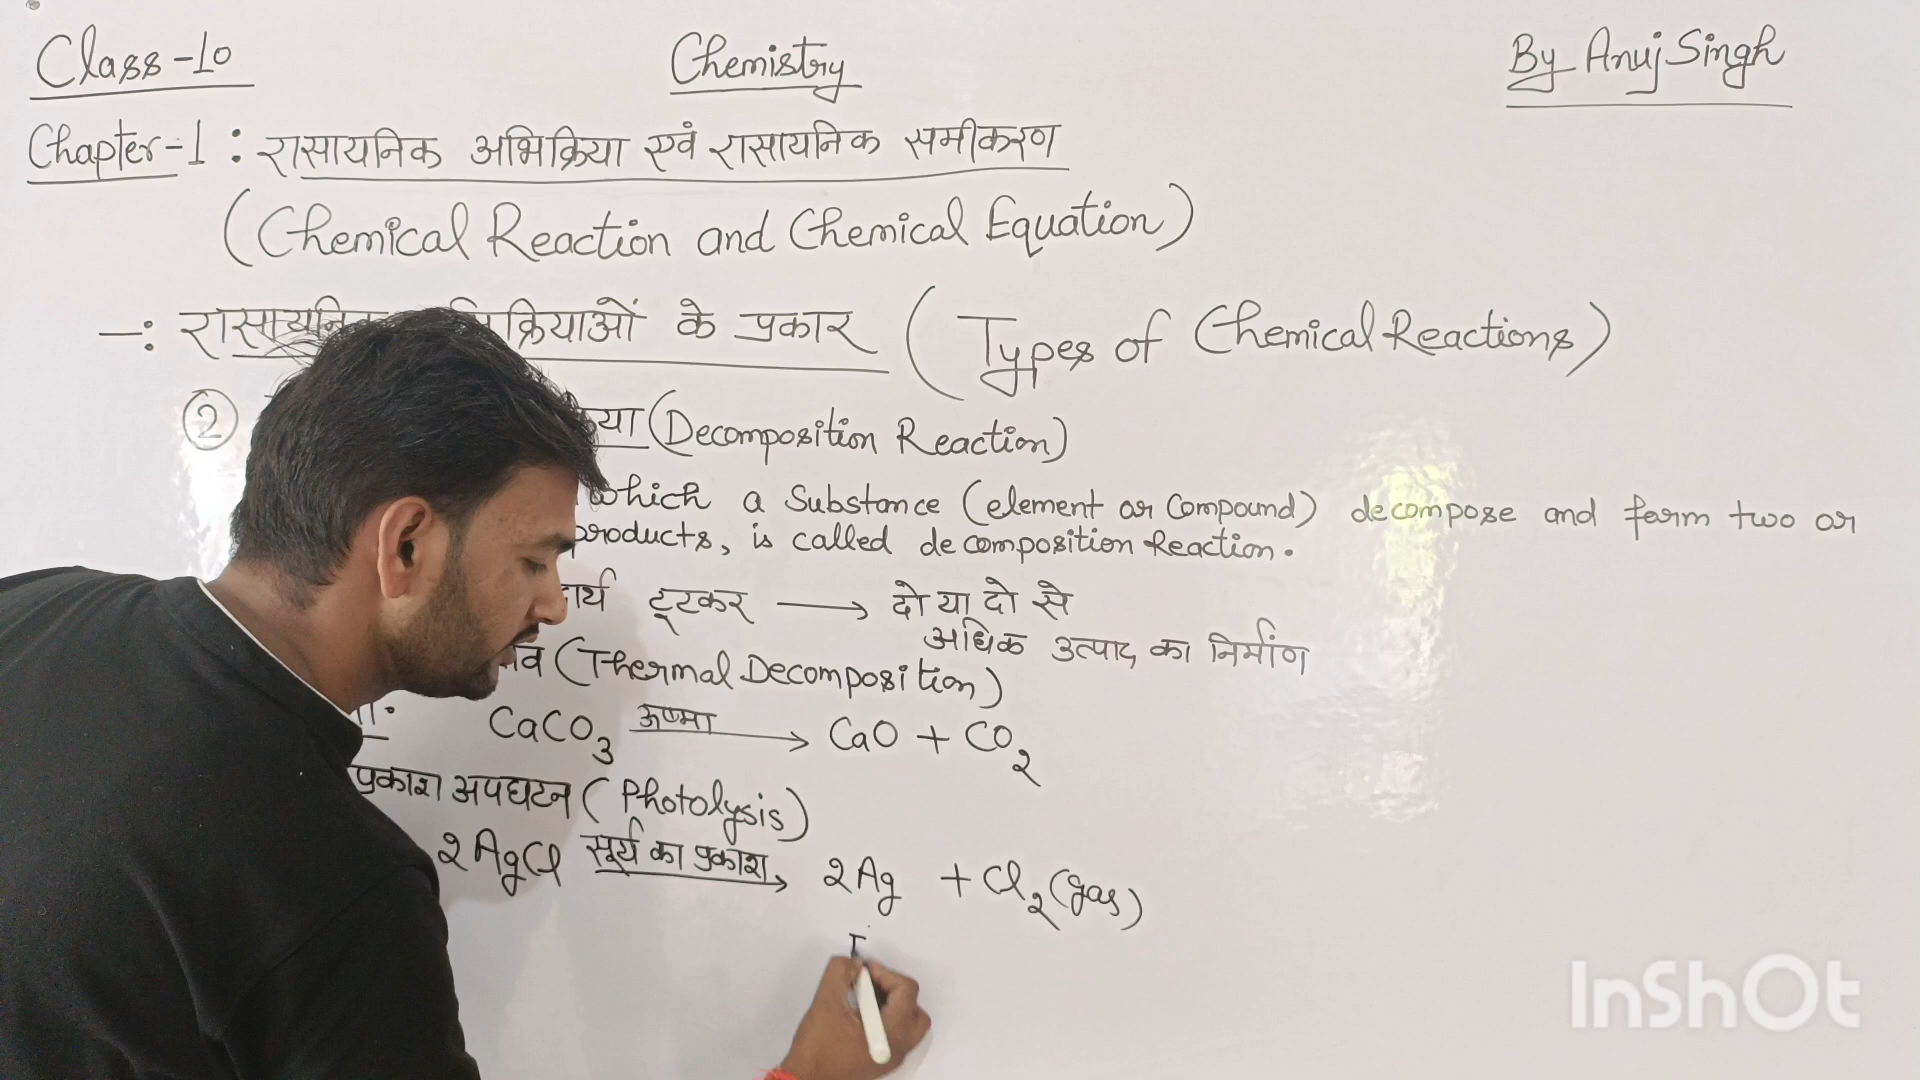 Class-10
Chemistry
By Anuj Singh
Chapter-1 : रासायनिक अभिक्रिया एवं रासायनिक समीकरण
(Chemical Reaction and Chemical Equation)
-: रासायनिक क्रियाओं के प्रकार (Types of Chemical Reactions)
② (Decomposition Reaction)
which a Substance (element or Compound) decompose and form two or
products, is called decomposition Reaction.
टूटकर ⟶ दो या दो से
अधिक उत्पाद का निर्माण
(Thermal Decomposition)
CaCO₃ ऊष्मा ⟶ CaO + CO₂
प्रकाश अपघटन (Photolysis)
2AgCl सूर्य का प्रकाश ⟶ 2Ag + Cl₂(gas)
InShOt